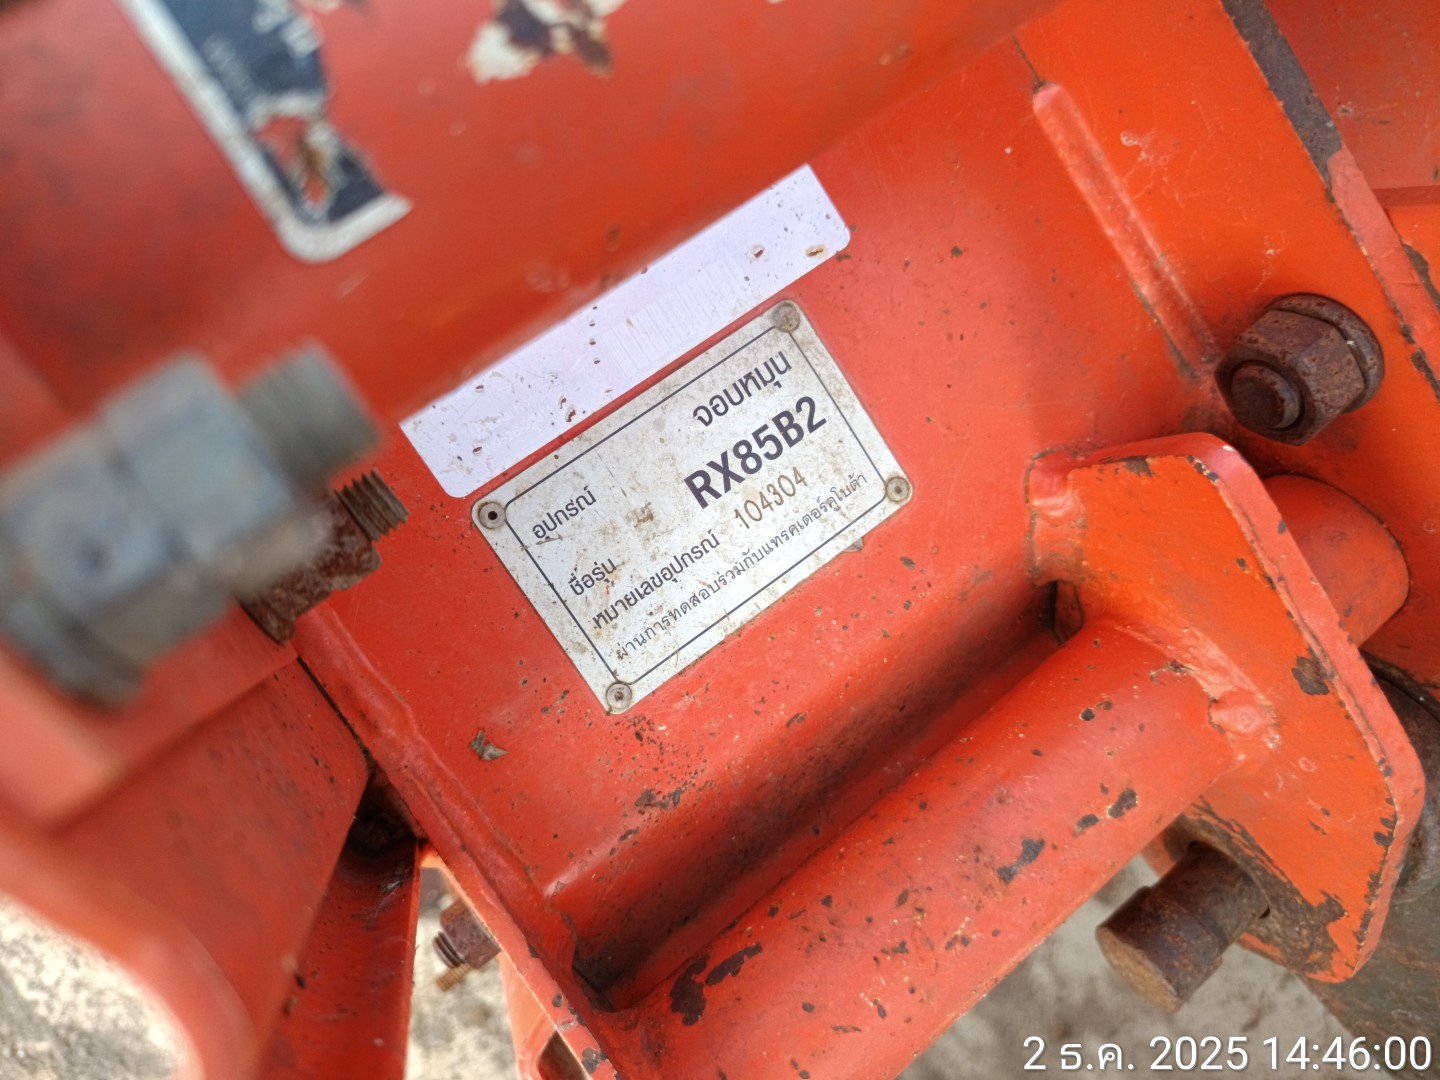 อุปกรณ์ จอบหมุน
ชื่อรุ่น RX85B2
หมายเลขอุปกรณ์ 104304
ผ่านการทดสอบร่วมกับแทรคเตอร์คูโบต้า
2 ธ.ค. 2025 14:46:00